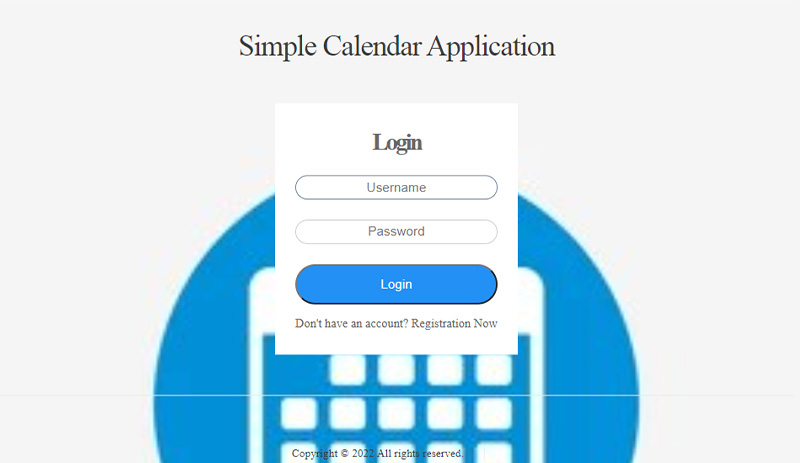 Simple Calendar Application
Login
Username
Password
Login
Don't have an account? Registration Now
Copyright © 2022 All rights reserved.